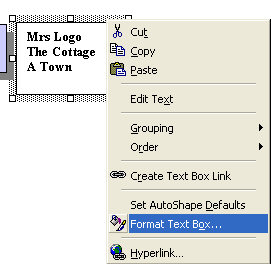 Mrs Logo
The Cottage
A Town
Cut
Copy
Paste
Edit Text
Grouping
Order
Create Text Box Link
Set AutoShape Defaults
Format Text Box...
Hyperlink...